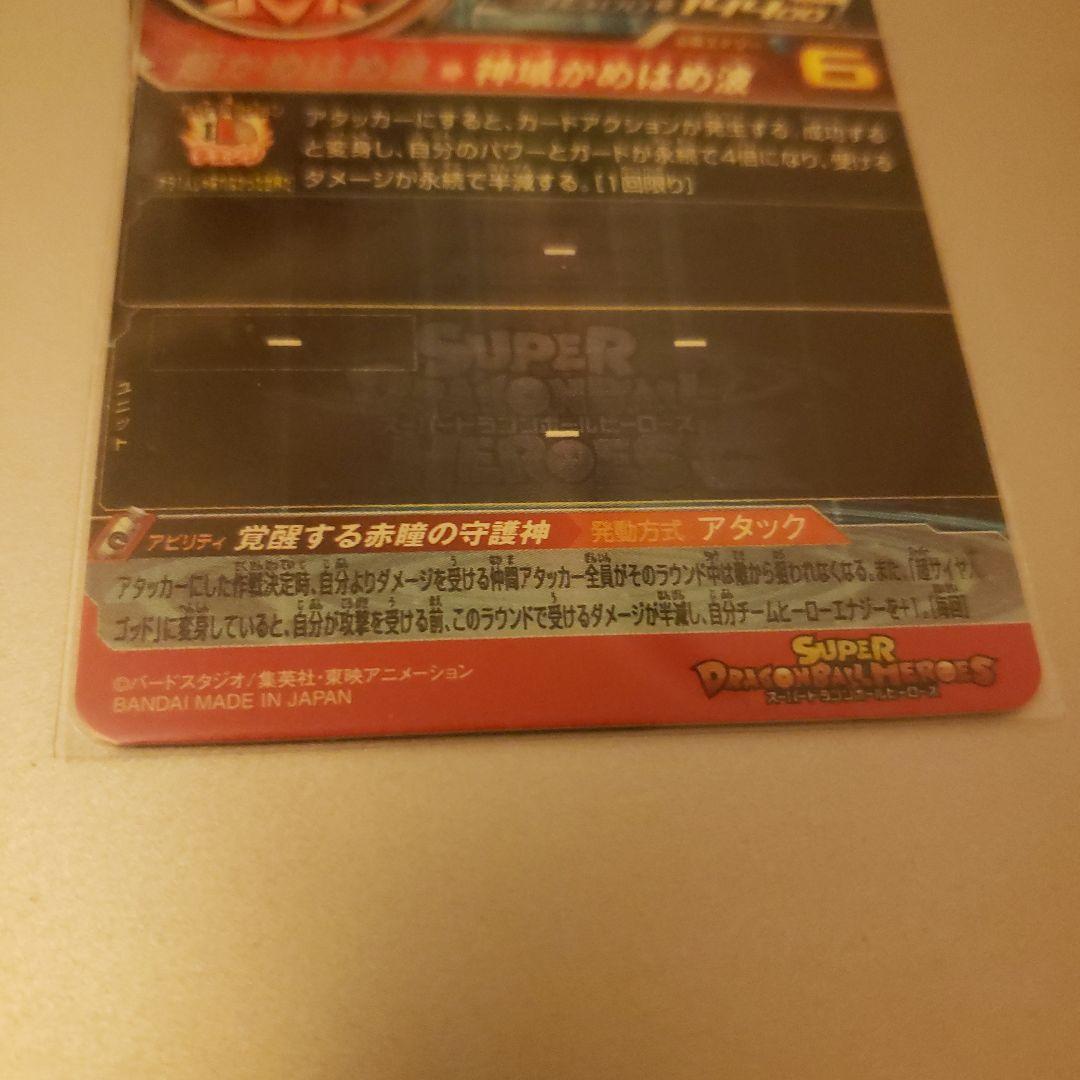 14400
超かめはめ波 ➡ 神域かめはめ波
6
アタッカーにすると、カードアクションが発生する。成功する
と変身し、自分のパワーとガードが永続で4倍になり、受ける
ダメージが永続で半減する。[1回限り]
ー
ー ー
ユニット
ー
SUPER
DRAGONBALL
スーパードラゴンボールヒーローズ
HEROES
アビリティ 覚醒する赤瞳の守護神 発動方式 アタック
アタッカーにした作戦決定時、自分よりダメージを受ける仲間アタッカー全員がそのラウンド中は敵から狙われなくなる。また、「超サイヤ人
ゴッド」に変身していると、自分が攻撃を受ける前、このラウンドで受けるダメージが半減し、自分チームヒーローエナジーを+1。[毎回]
©バードスタジオ/集英社・東映アニメーション
BANDAI MADE IN JAPAN
SUPER
DRAGONBALL HEROES
スーパードラゴンボールヒーローズ